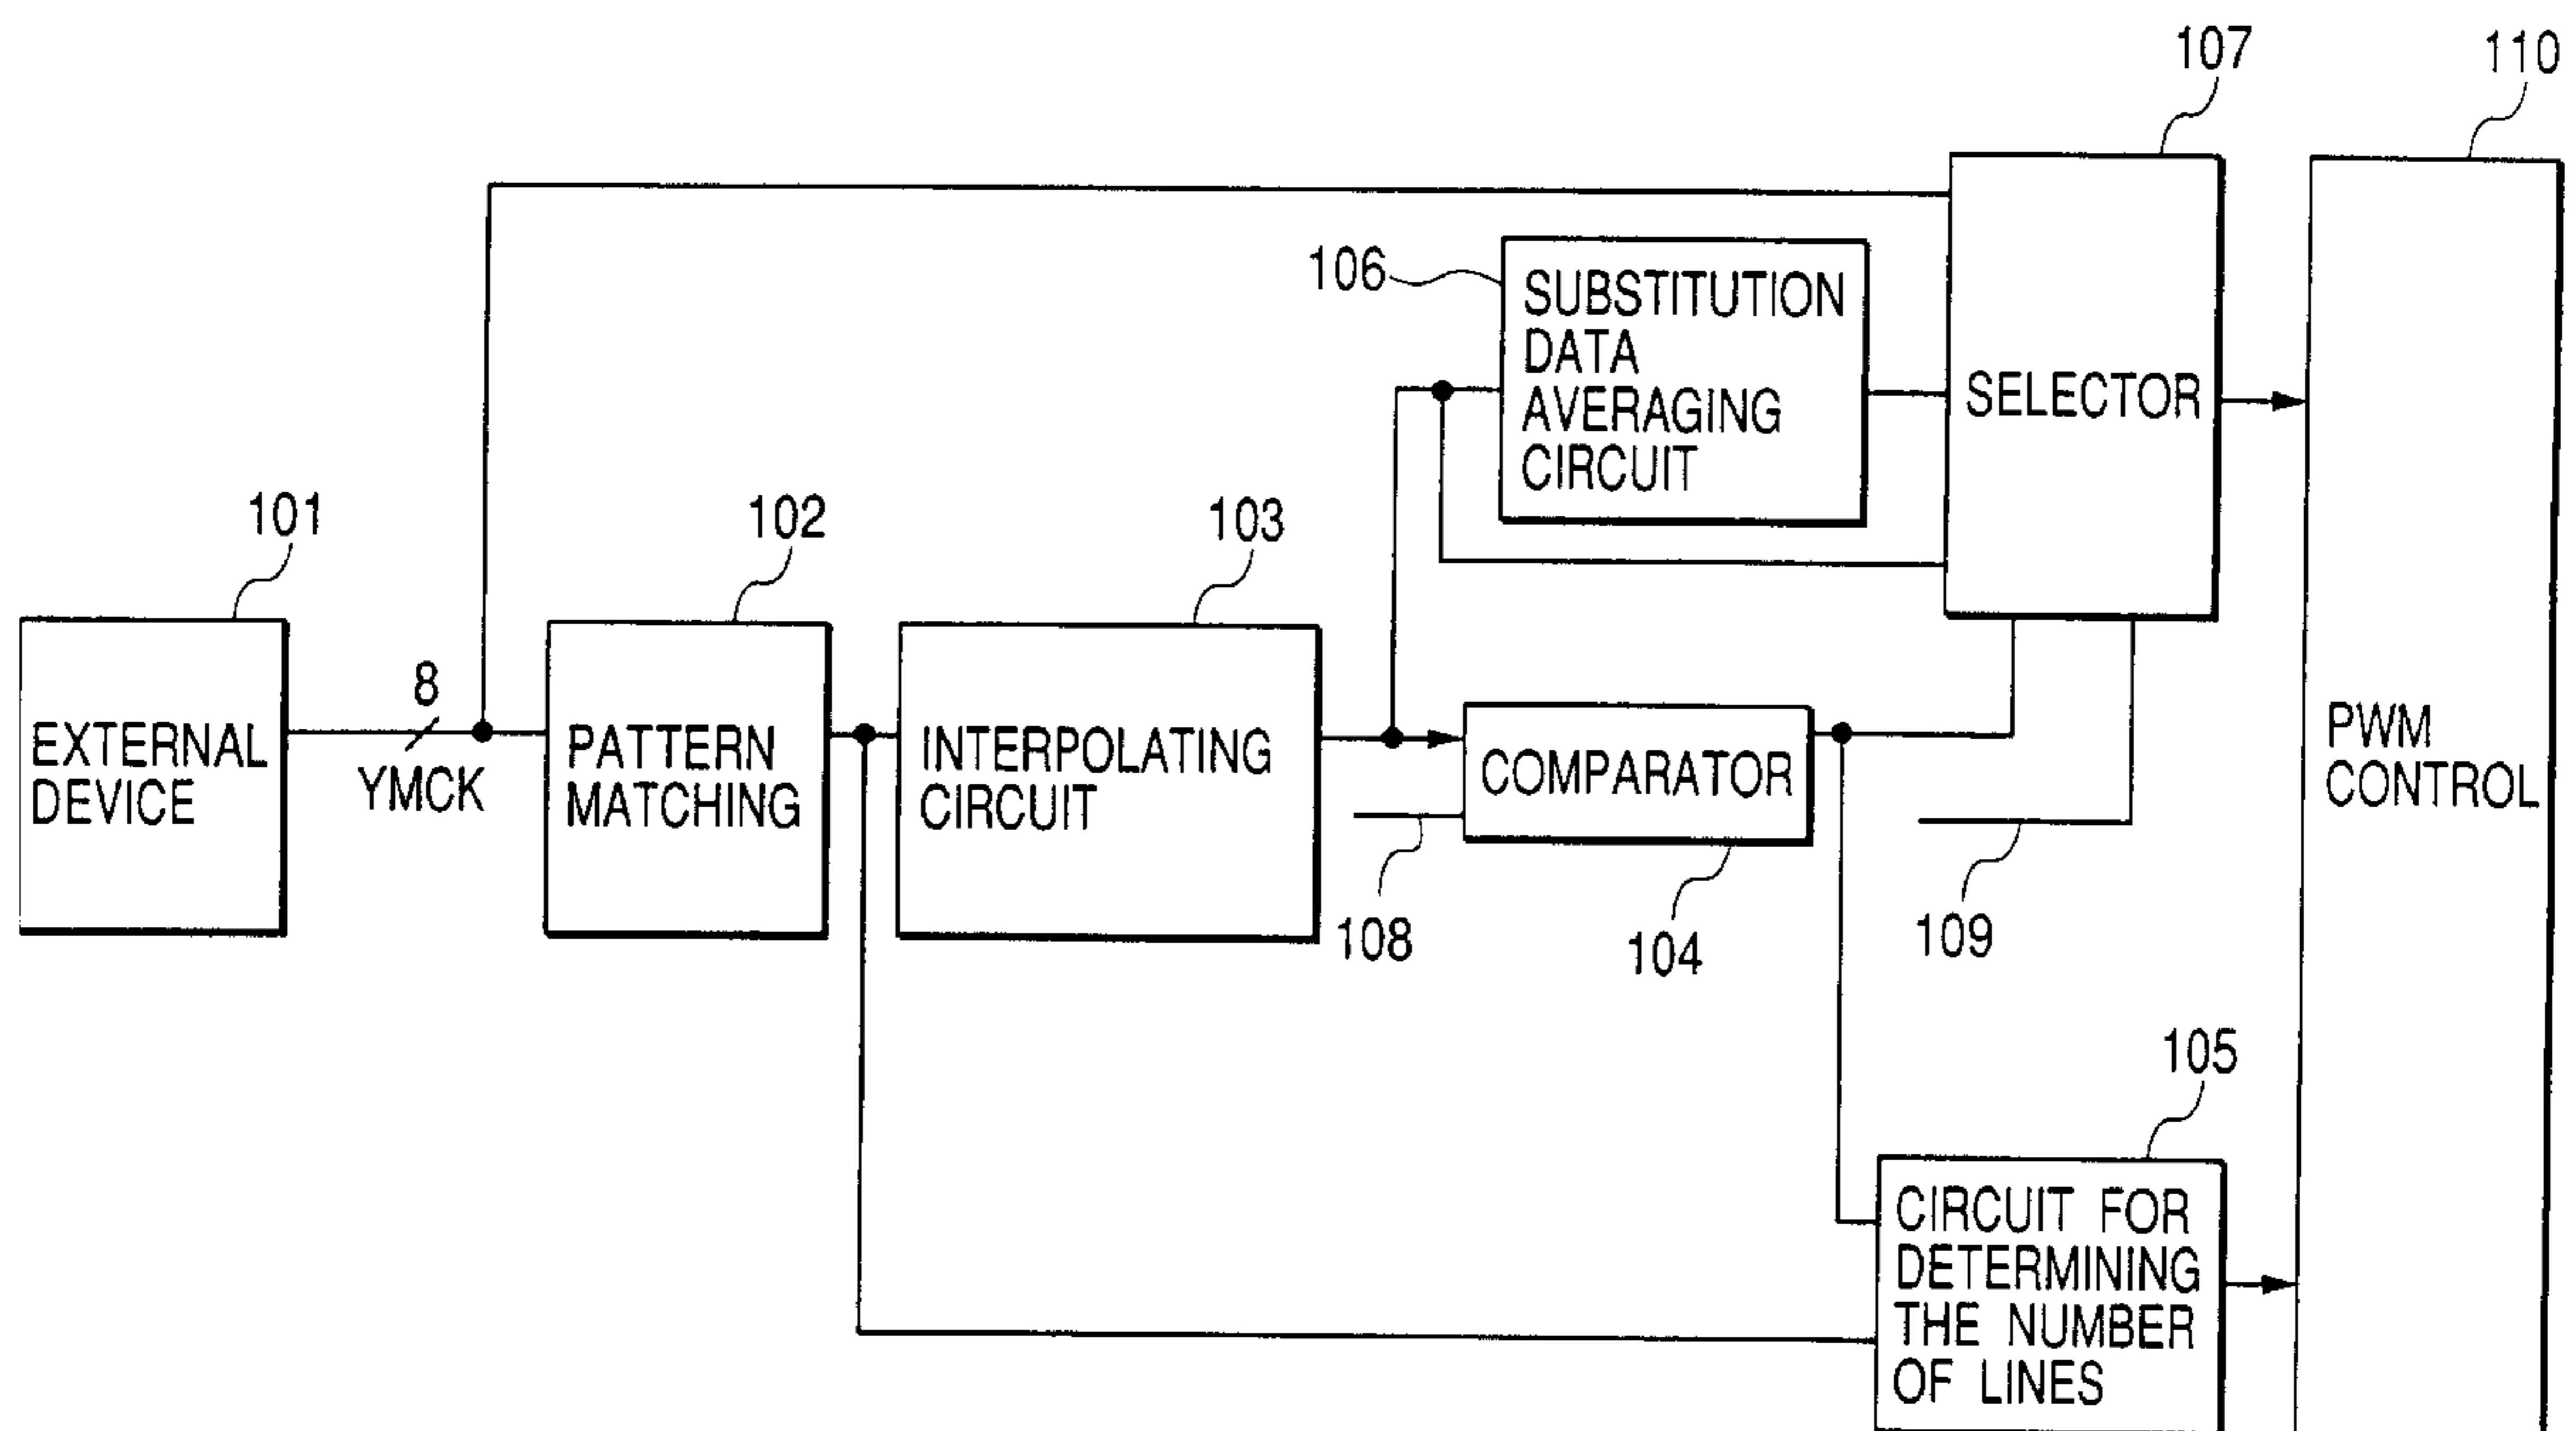 107
110
106
SUBSTITUTION
DATA
AVERAGING
CIRCUIT
SELECTOR
101
102
103
8
YMCK
EXTERNAL
DEVICE
PATTERN
MATCHING
INTERPOLATING
CIRCUIT
COMPARATOR
PWM
CONTROL
108
104
109
105
CIRCUIT FOR
DETERMINING
THE NUMBER
OF LINES